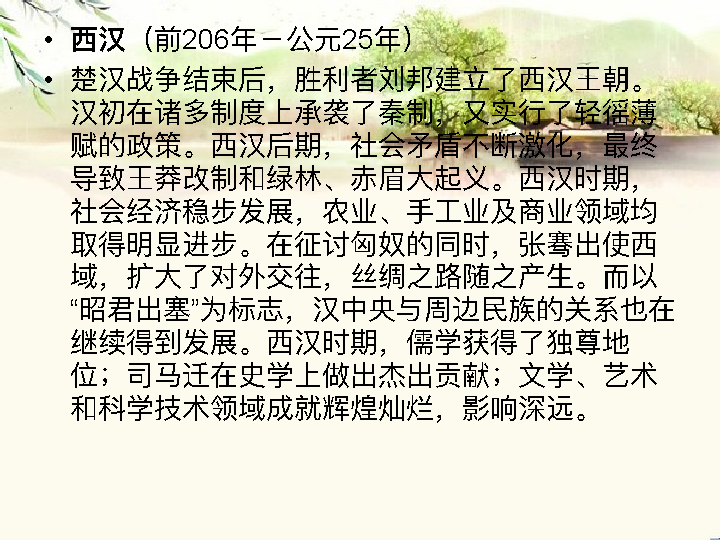 • 西汉（前206年－公元25年）
• 楚汉战争结束后，胜利者刘邦建立了西汉王朝。
汉初在诸多制度上承袭了秦制，又实行了轻徭薄
赋的政策。西汉后期，社会矛盾不断激化，最终
导致王莽改制和绿林、赤眉大起义。西汉时期，
社会经济稳步发展，农业、手工业及商业领域均
取得明显进步。在征讨匈奴的同时，张骞出使西
域，扩大了对外交往，丝绸之路随之产生。而以
“昭君出塞”为标志，汉中央与周边民族的关系也在
继续得到发展。西汉时期，儒学获得了独尊地
位；司马迁在史学上做出杰出贡献；文学、艺术
和科学技术领域成就辉煌灿烂，影响深远。